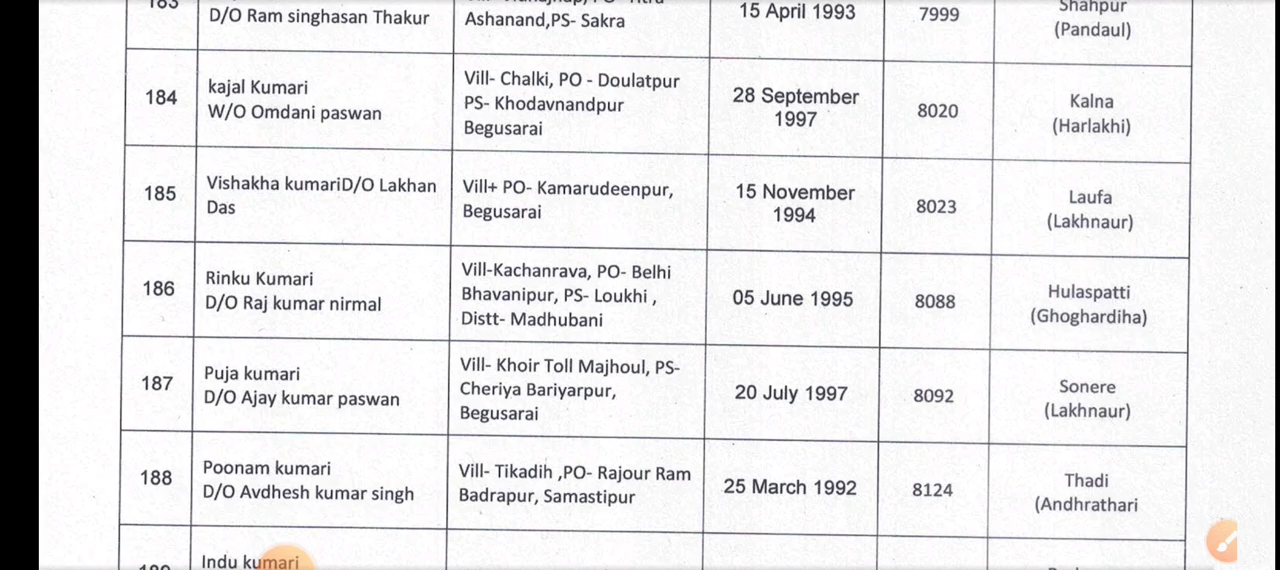 183
D/O Ram singhasan Thakur
Ashanand,PS- Sakra
15 April 1993
7999
Shahpur
(Pandaul)
184
kajal Kumari
W/O Omdani paswan
Vill- Chalki, PO - Doulatpur
PS- Khodavnandpur
Begusarai
28 September
1997
8020
Kalna
(Harlakhi)
185
Vishakha kumariD/O Lakhan
Das
Vill+ PO- Kamarudeenpur,
Begusarai
15 November
1994
8023
Laufa
(Lakhnaur)
186
Rinku Kumari
D/O Raj kumar nirmal
Vill-Kachanrava, PO- Belhi
Bhavanipur, PS- Loukhi ,
Distt- Madhubani
05 June 1995
8088
Hulaspatti
(Ghoghardiha)
187
Puja kumari
D/O Ajay kumar paswan
Vill- Khoir Toll Majhoul, PS-
Cheriya Bariyarpur,
Begusarai
20 July 1997
8092
Sonere
(Lakhnaur)
188
Poonam kumari
D/O Avdhesh kumar singh
Vill- Tikadih ,PO- Rajour Ram
Badrapur, Samastipur
25 March 1992
8124
Thadi
(Andhrathari
Indu kumari